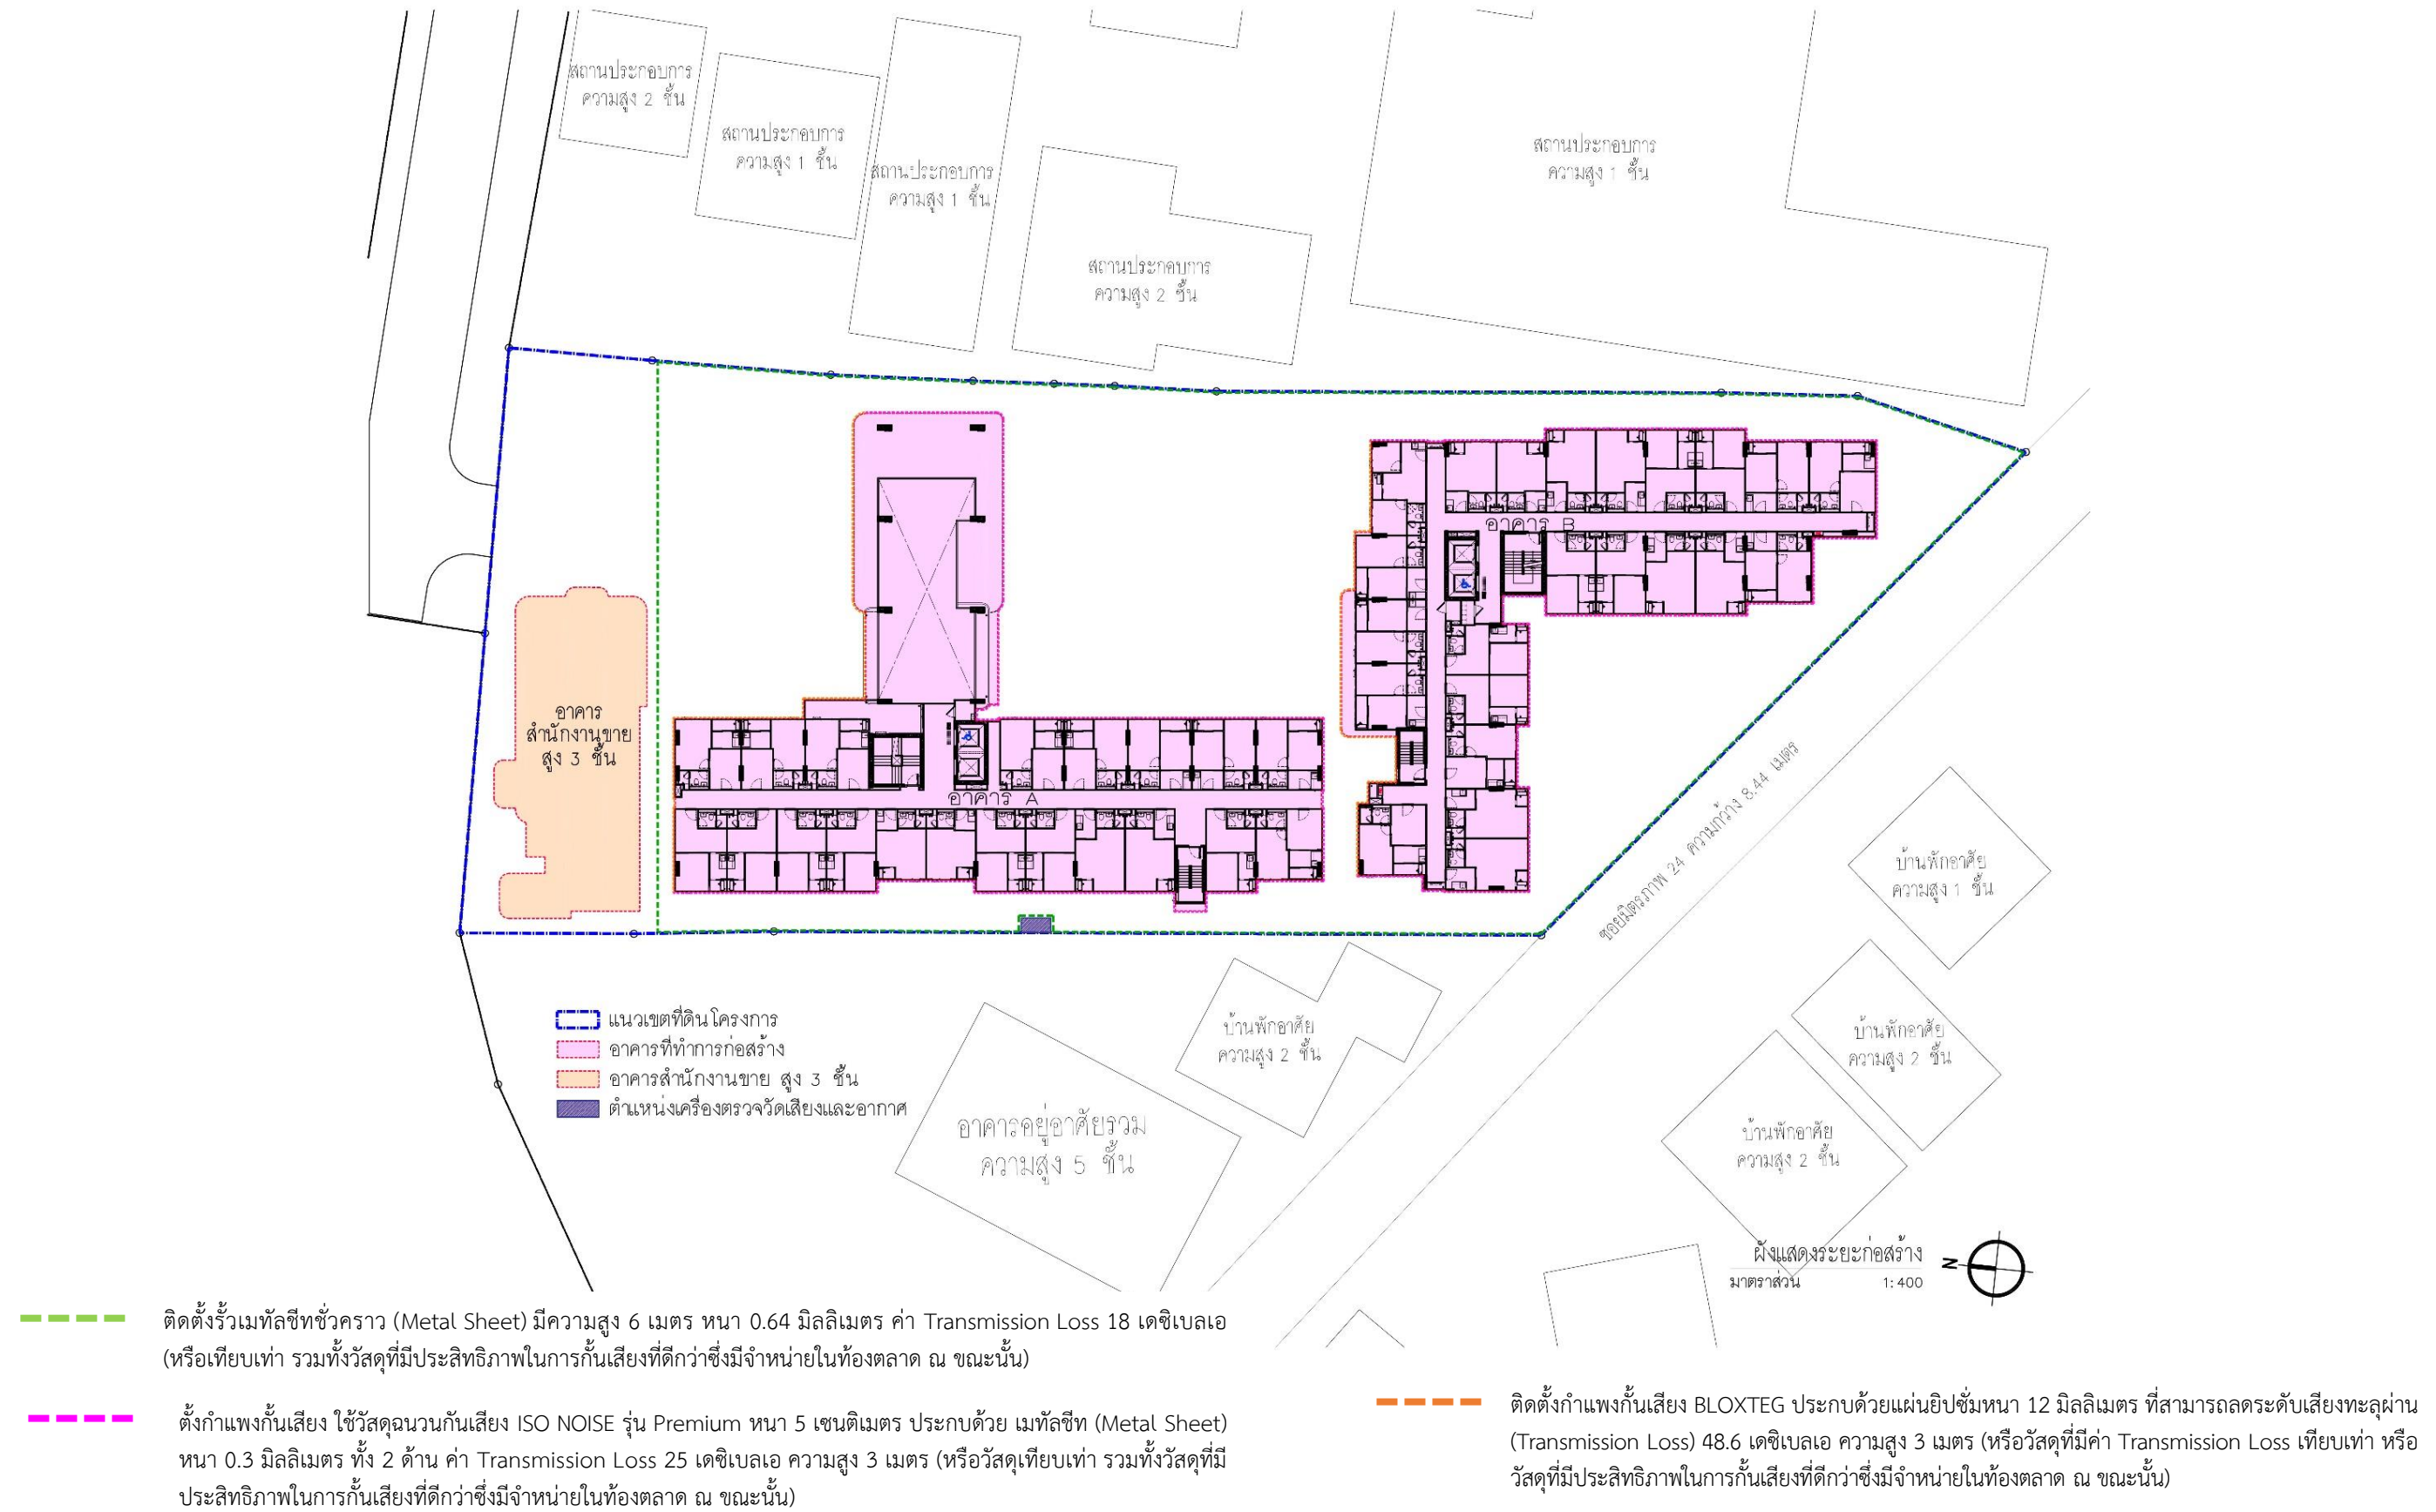 สถานประกอบการ
ความสูง 2 ชั้น
สถานประกอบการ
ความสูง 1 ชั้น
สถานประกอบการ
ความสูง 1 ชั้น
สถานประกอบการ
ความสูง 2 ชั้น
สถานประกอบการ
ความสูง 1 ชั้น
อาคาร B
อาคาร
สำนักงานขาย
สูง 3 ชั้น
อาคาร A
ซอยมิตรภาพ 24 ความกว้าง 8.44 เมตร
บ้านพักอาศัย
ความสูง 1 ชั้น
บ้านพักอาศัย
ความสูง 2 ชั้น
บ้านพักอาศัย
ความสูง 2 ชั้น
บ้านพักอาศัย
ความสูง 2 ชั้น
อาคารอยู่อาศัยรวม
ความสูง 5 ชั้น
แนวเขตที่ดินโครงการ
อาคารที่ทำการก่อสร้าง
อาคารสำนักงานขาย สูง 3 ชั้น
ตำแหน่งเครื่องตรวจวัดเสียงและอากาศ
ผังแสดงระยะก่อสร้าง
มาตราส่วน 1:400
N
ติดตั้งรั้วเมทัลชีทชั่วคราว (Metal Sheet) มีความสูง 6 เมตร หนา 0.64 มิลลิเมตร ค่า Transmission Loss 18 เดซิเบลเอ
(หรือเทียบเท่า รวมทั้งวัสดุที่มีประสิทธิภาพในการกั้นเสียงที่ดีกว่าซึ่งมีจำหน่ายในท้องตลาด ณ ขณะนั้น)
ตั้งกำแพงกั้นเสียง ใช้วัสดุฉนวนกันเสียง ISO NOISE รุ่น Premium หนา 5 เซนติเมตร ประกบด้วย เมทัลชีท (Metal Sheet)
หนา 0.3 มิลลิเมตร ทั้ง 2 ด้าน ค่า Transmission Loss 25 เดซิเบลเอ ความสูง 3 เมตร (หรือวัสดุเทียบเท่า รวมทั้งวัสดุที่มี
ประสิทธิภาพในการกั้นเสียงที่ดีกว่าซึ่งมีจำหน่ายในท้องตลาด ณ ขณะนั้น)
ติดตั้งกำแพงกั้นเสียง BLOXTEG ประกบด้วยแผ่นยิปซั่มหนา 12 มิลลิเมตร ที่สามารถลดระดับเสียงทะลุผ่าน
(Transmission Loss) 48.6 เดซิเบลเอ ความสูง 3 เมตร (หรือวัสดุที่มีค่า Transmission Loss เทียบเท่า หรือ
วัสดุที่มีประสิทธิภาพในการกั้นเสียงที่ดีกว่าซึ่งมีจำหน่ายในท้องตลาด ณ ขณะนั้น)